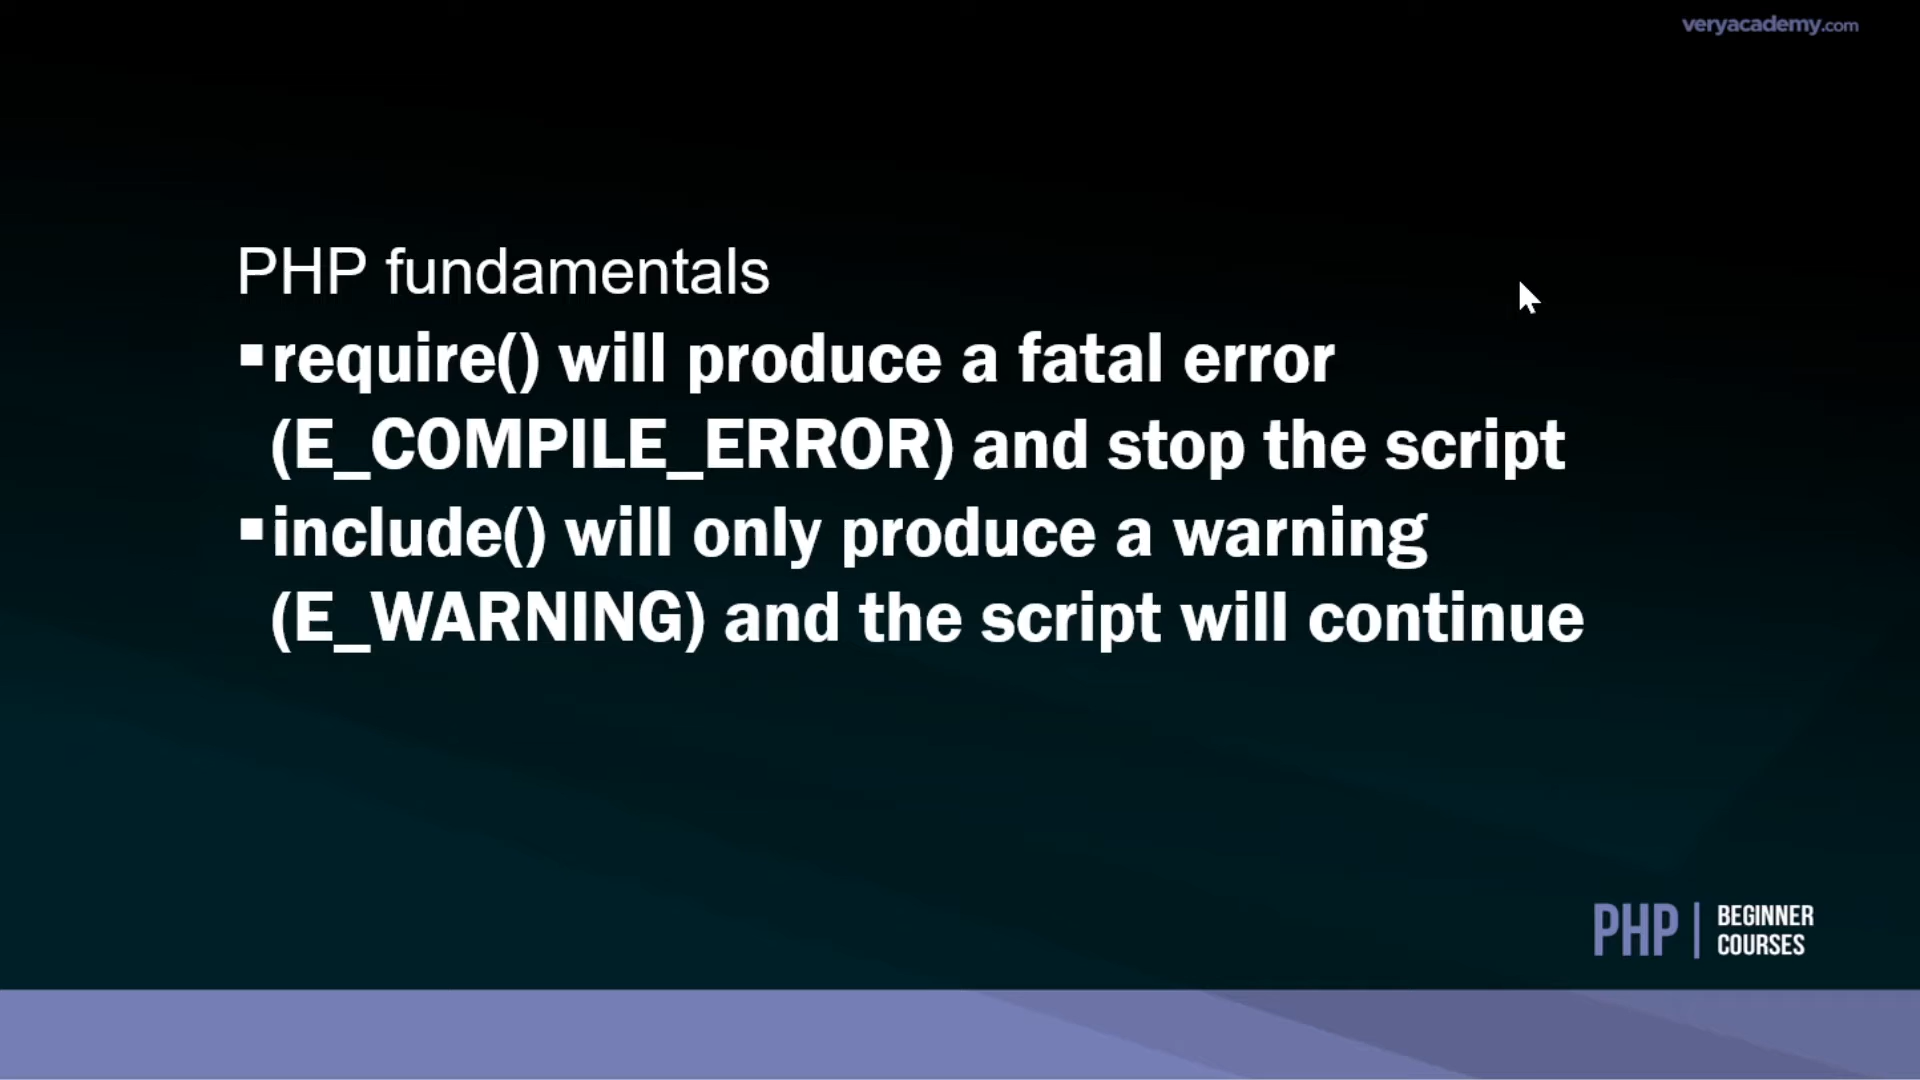 veryacademy.com
PHP fundamentals
▪require() will produce a fatal error
(E_COMPILE_ERROR) and stop the script
▪include() will only produce a warning
(E_WARNING) and the script will continue
PHP | BEGINNER
COURSES